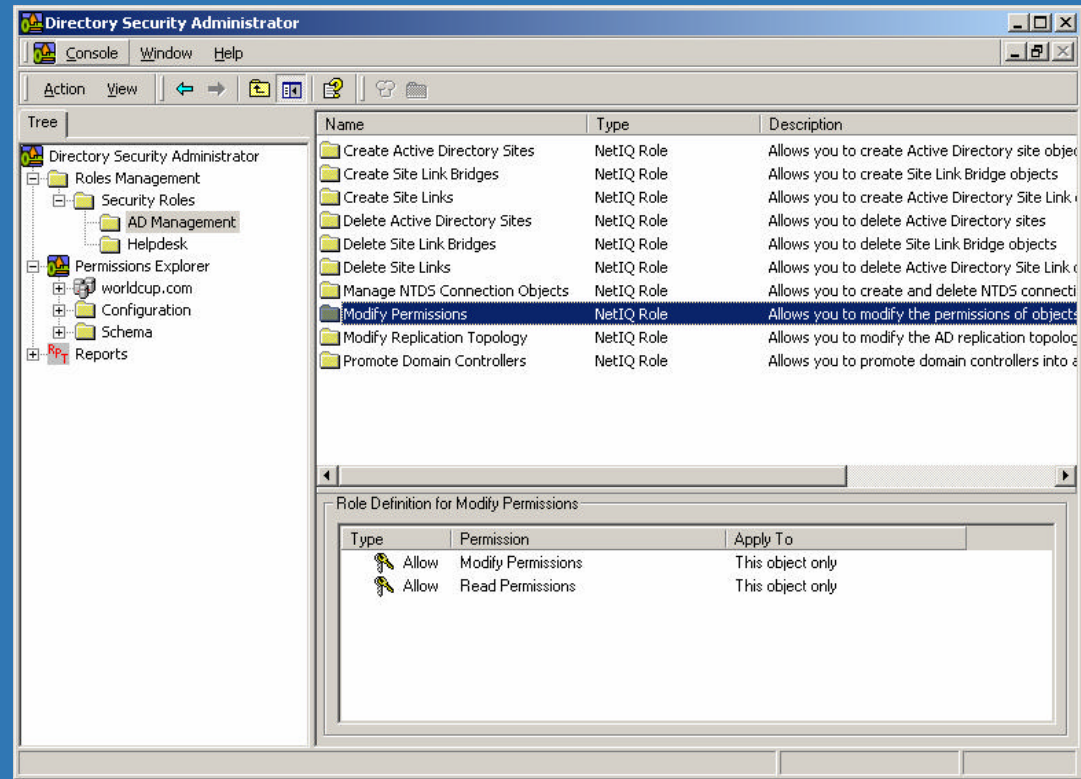 Directory Security Administrator
Console Window Help
Action View
Tree
Directory Security Administrator
Roles Management
Security Roles
AD Management
Helpdesk
Permissions Explorer
worldcup.com
Configuration
Schema
RPT Reports
Name Type Description
Create Active Directory Sites NetIQ Role Allows you to create Active Directory site objec
Create Site Link Bridges NetIQ Role Allows you to create Site Link Bridge objects
Create Site Links NetIQ Role Allows you to create Active Directory Site Link
Delete Active Directory Sites NetIQ Role Allows you to delete Active Directory sites
Delete Site Link Bridges NetIQ Role Allows you to delete Site Link Bridge objects
Delete Site Links NetIQ Role Allows you to delete Active Directory Site Link
Manage NTDS Connection Objects NetIQ Role Allows you to create and delete NTDS connecti
Modify Permissions NetIQ Role Allows you to modify the permissions of objects
Modify Replication Topology NetIQ Role Allows you to modify the AD replication topolog
Promote Domain Controllers NetIQ Role Allows you to promote domain controllers into a
Role Definition for Modify Permissions
Type Permission Apply To
Allow Modify Permissions This object only
Allow Read Permissions This object only